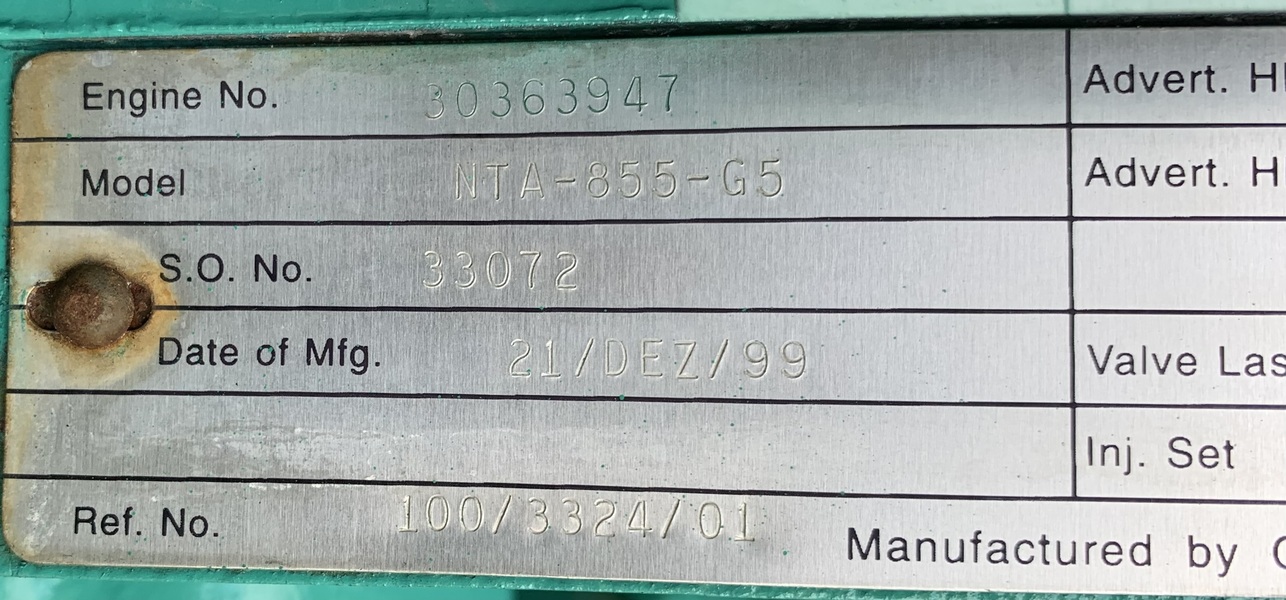 Engine No. 30363947 Advert.
Model NTA-855-G5 Advert.
S.O. No. 33072
Date of Mfg. 21/DEZ/99 Valve
Inj. Set
Ref. No. 100/3324/01 Manufactured by